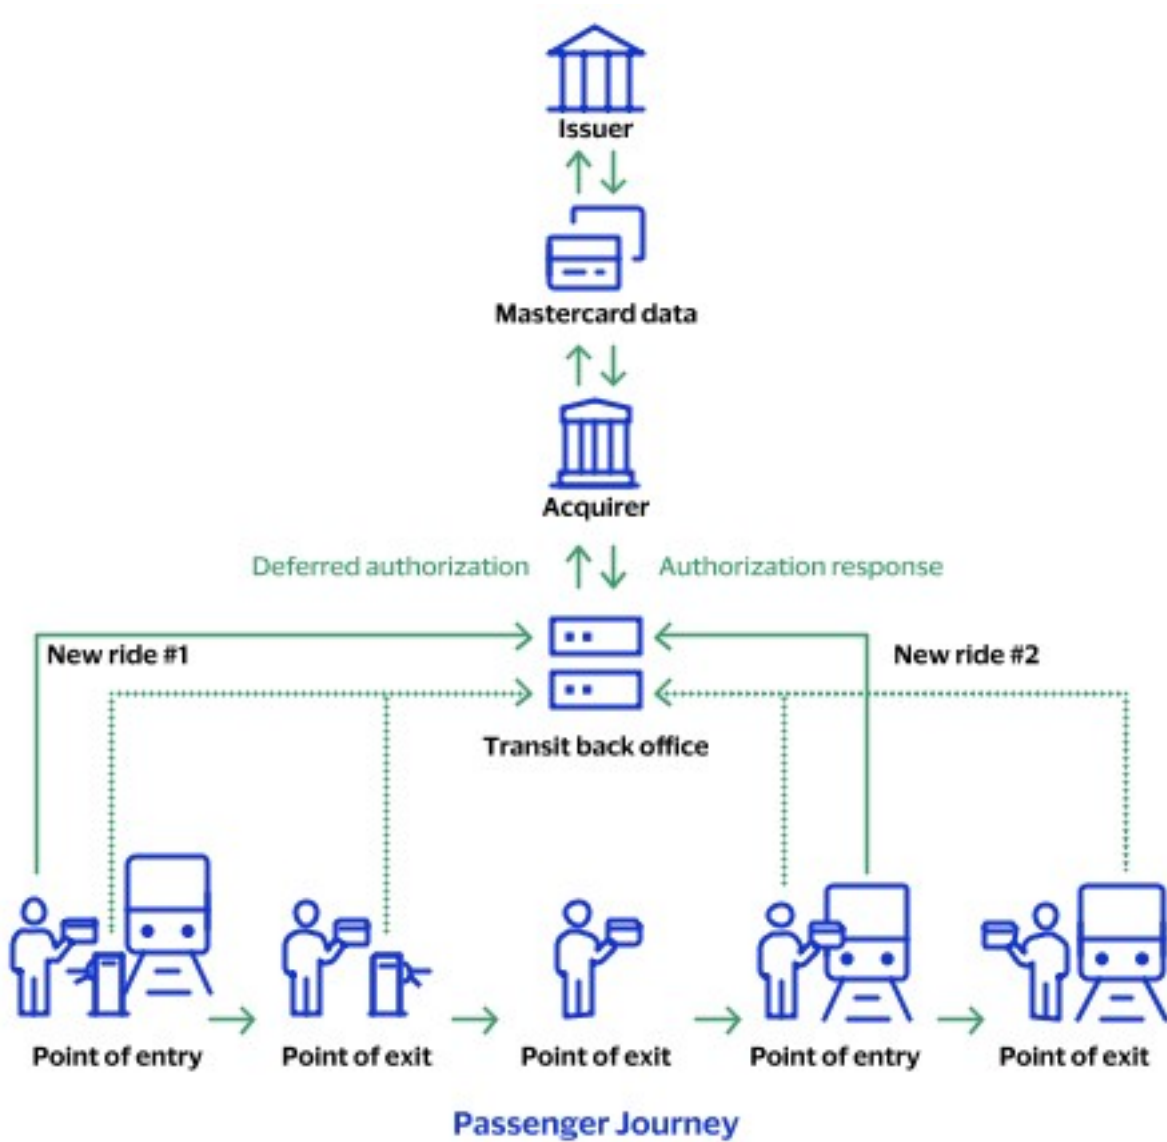 Issuer
Mastercard data
Acquirer
Deferred authorization
Authorization response
New ride #1
New ride #2
Transit back office
Point of entry
Point of exit
Point of exit
Point of entry
Point of exit
Passenger Journey